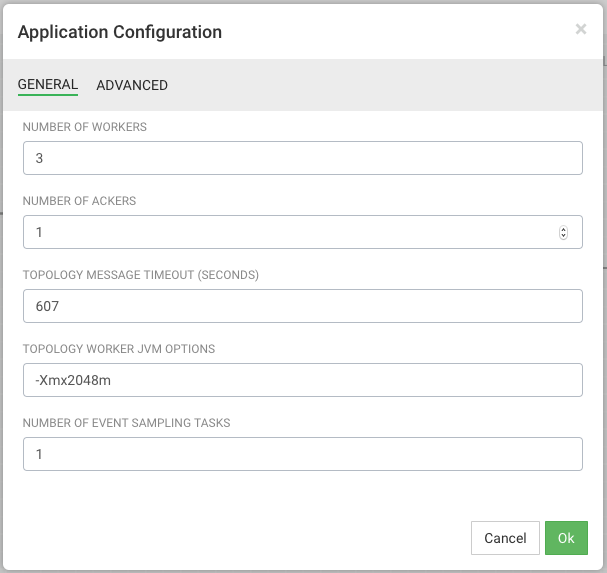 Application Configuration
×
GENERAL ADVANCED
NUMBER OF WORKERS
3
NUMBER OF ACKERS
1
TOPOLOGY MESSAGE TIMEOUT (SECONDS)
607
TOPOLOGY WORKER JVM OPTIONS
-Xmx2048m
NUMBER OF EVENT SAMPLING TASKS
1
Cancel Ok